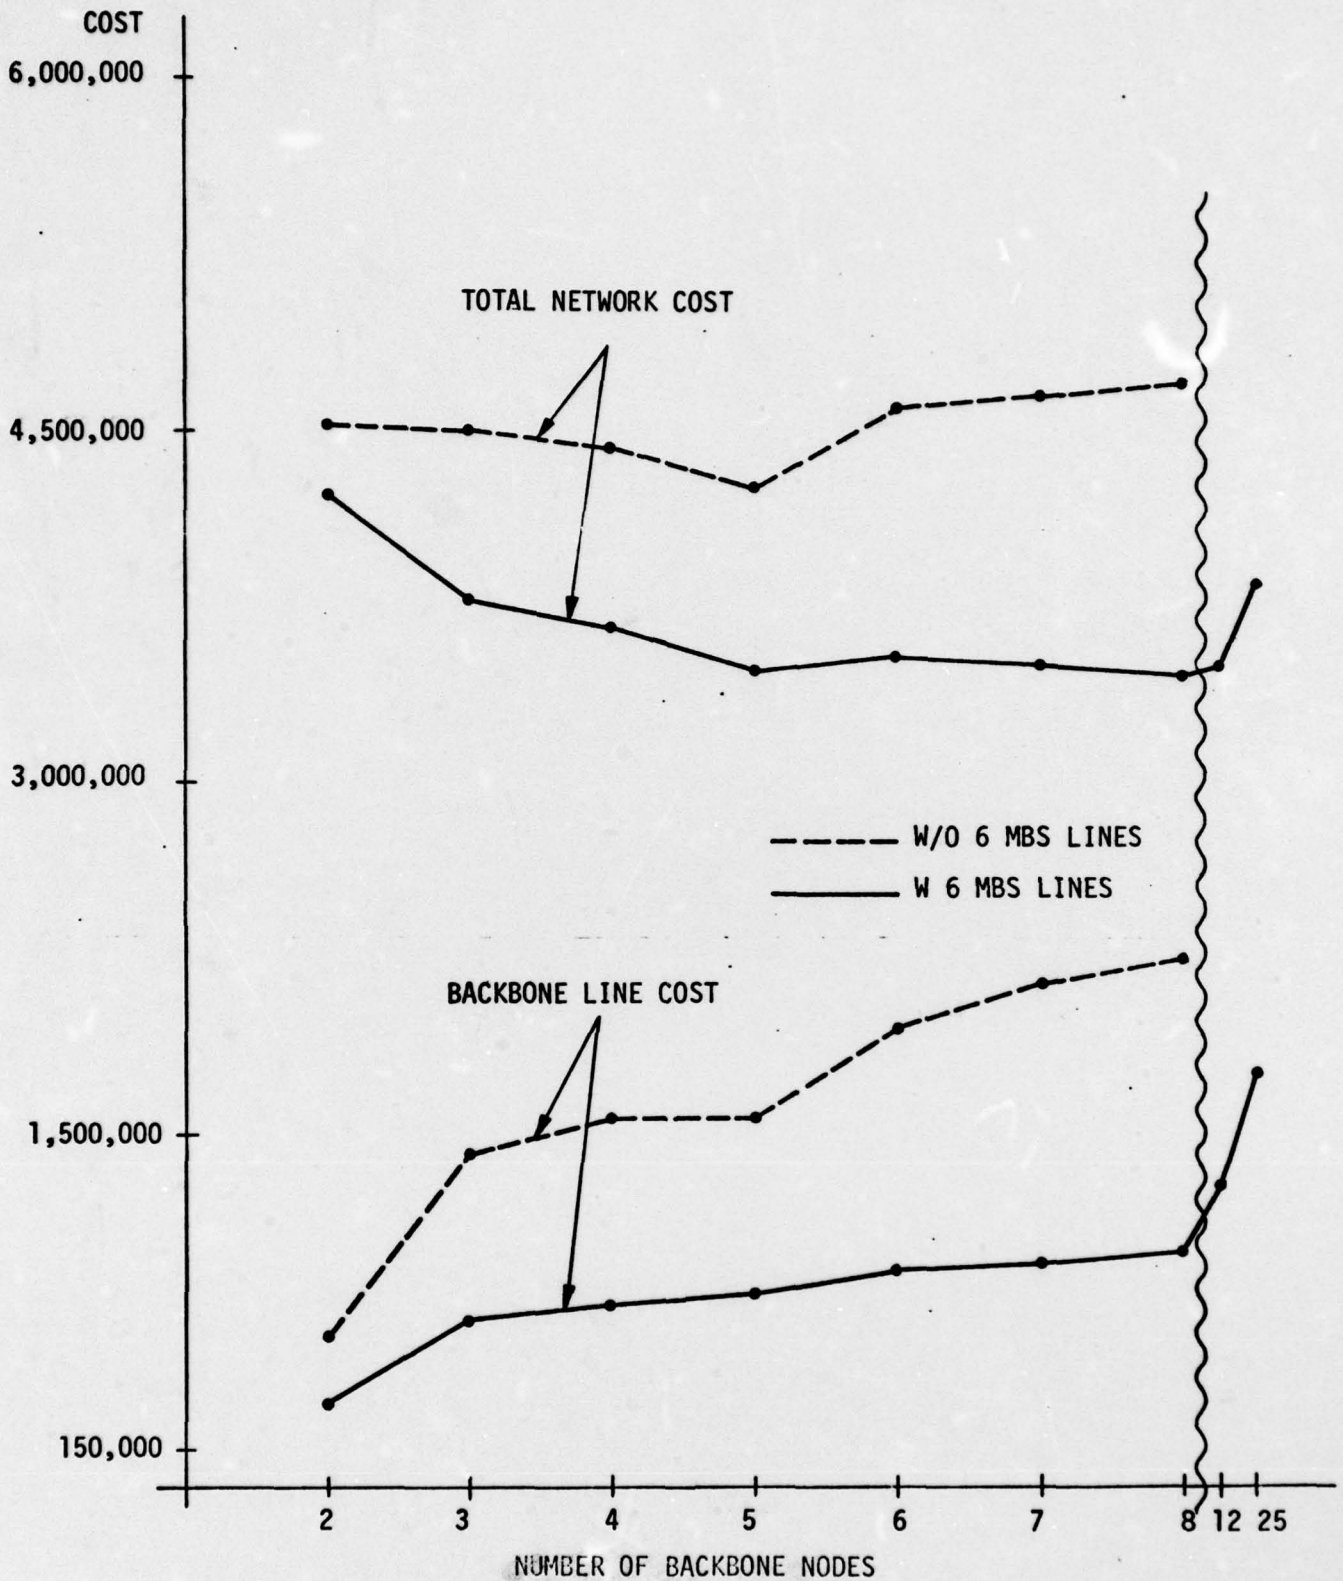 COST
6,000,000
TOTAL NETWORK COST
4,500,000
3,000,000
W/O 6 MBS LINES
W 6 MBS LINES
BACKBONE LINE COST
1,500,000
150,000
2 3 4 5 6 7 8 12 25
NUMBER OF BACKBONE NODES